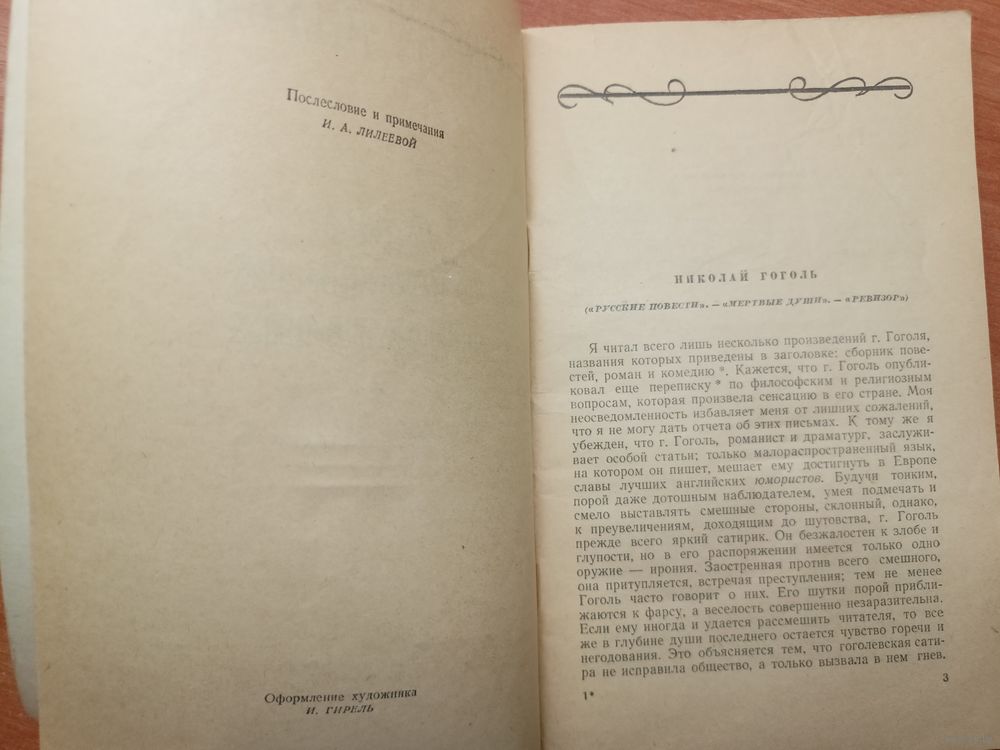 Послесловие и примечания
И. А. ЛИЛЕЕВОЙ
Оформление художника
И. ГИРЕЛЬ
НИКОЛАЙ ГОГОЛЬ
(«РУССКИЕ ПОВЕСТИ». — «МЕРТВЫЕ ДУШИ». — «РЕВИЗОР»)
Я читал всего лишь несколько произведений г. Гоголя,
названия которых приведены в заголовке: сборник пове-
стей, роман и комедию *. Кажется, что г. Гоголь опубли-
ковал еще переписку * по философским и религиозным
вопросам, которая произвела сенсацию в его стране. Моя
неосведомленность избавляет меня от лишних сожалений,
что я не могу дать отчета об этих письмах. К тому же я
убежден, что г. Гоголь, романист и драматург, заслужи-
вает особой статьи; только малораспространенный язык,
на котором он пишет, мешает ему достигнуть в Европе
славы лучших английских юмористов. Будучи тонким,
порой даже дотошным наблюдателем, умея подмечать и
смело выставлять смешные стороны, склонный, однако,
к преувеличениям, доходящим до шутовства, г. Гоголь
прежде всего яркий сатирик. Он безжалостен к злобе и
глупости, но в его распоряжении имеется только одно
оружие — ирония. Заостренная против всего смешного,
она притупляется, встречая преступления; тем не менее
Гоголь часто говорит о них. Его шутки порой прибли-
жаются к фарсу, а веселость совершенно незаразительна.
Если ему иногда и удается рассмешить читателя, то все
же в глубине души последнего остается чувство горечи и
негодования. Это объясняется тем, что гоголевская сати-
ра не исправила общество, а только вызвала в нем гнев.
1*
3